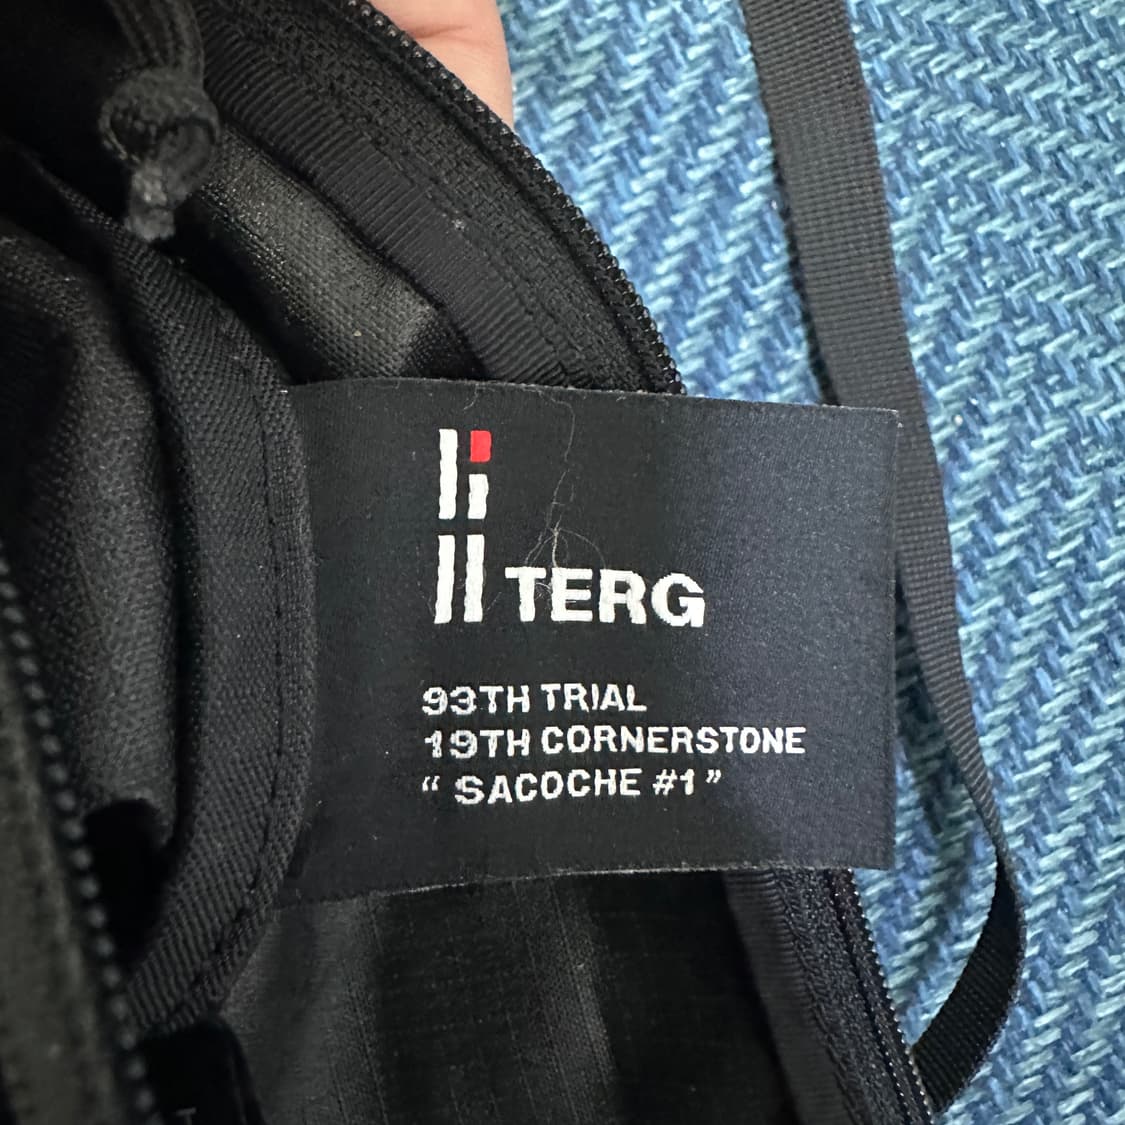 TERG
93TH TRIAL
19TH CORNERSTONE
“ SACOCHE #1 ”